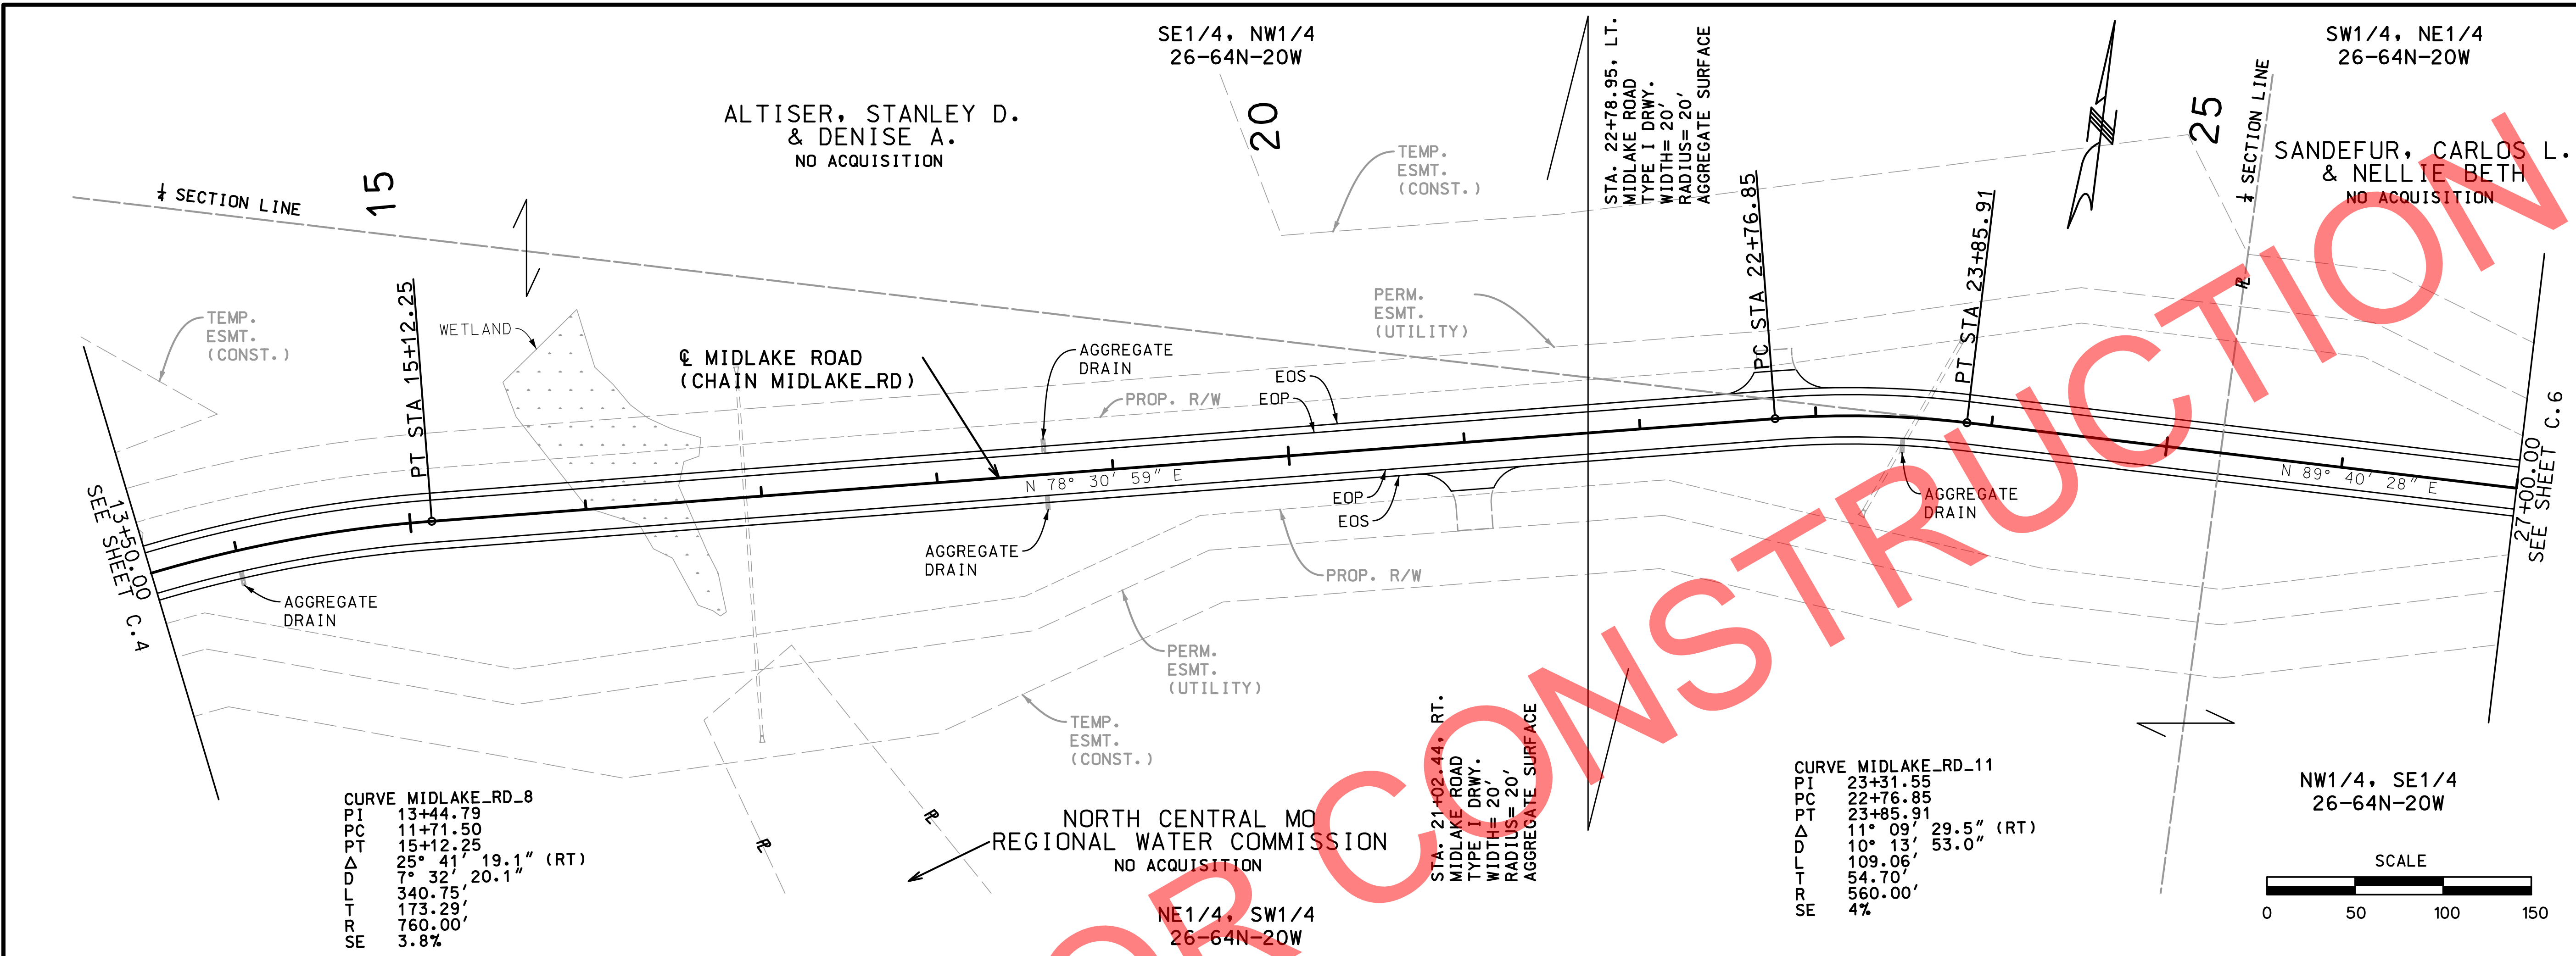 SE1/4, NW1/4
26-64N-20W
SW1/4, NE1/4
26-64N-20W
ALTISER, STANLEY D.
& DENISE A.
NO ACQUISITION
SANDEFUR, CARLOS L.
& NELLIE BETH
NO ACQUISITION
15
20
25
¼ SECTION LINE
¼ SECTION LINE
STA. 22+78.95, LT.
MIDLAKE ROAD
TYPE I DRWY.
WIDTH= 20'
RADIUS= 20'
AGGREGATE SURFACE
TEMP.
ESMT.
(CONST.)
TEMP.
ESMT.
(CONST.)
PERM.
ESMT.
(UTILITY)
PT STA 15+12.25
PC STA 22+76.85
PT STA 23+85.91
WETLAND
℄ MIDLAKE ROAD
(CHAIN MIDLAKE_RD)
AGGREGATE
DRAIN
EOS
EOP
PROP. R/W
N 78° 30' 59" E
N 89° 40' 28" E
EOP
EOS
AGGREGATE
DRAIN
AGGREGATE
DRAIN
AGGREGATE
DRAIN
PROP. R/W
13+50.00
SEE SHEET C.4
27+00.00
SEE SHEET C.6
PERM.
ESMT.
(UTILITY)
TEMP.
ESMT.
(CONST.)
PL
PL
PL
NORTH CENTRAL MO
REGIONAL WATER COMMISSION
NO ACQUISITION
NE1/4, SW1/4
26-64N-20W
NW1/4, SE1/4
26-64N-20W
STA. 21+02.44, RT.
MIDLAKE ROAD
TYPE I DRWY.
WIDTH= 20'
RADIUS= 20'
AGGREGATE SURFACE
CURVE MIDLAKE_RD_8
PI 13+44.79
PC 11+71.50
PT 15+12.25
Δ 25° 41' 19.1" (RT)
D 7° 32' 20.1"
L 340.75'
T 173.29'
R 760.00'
SE 3.8%
CURVE MIDLAKE_RD_11
PI 23+31.55
PC 22+76.85
PT 23+85.91
Δ 11° 09' 29.5" (RT)
D 10° 13' 53.0"
L 109.06'
T 54.70'
R 560.00'
SE 4%
SCALE
0 50 100 150
OR CONSTRUCTION